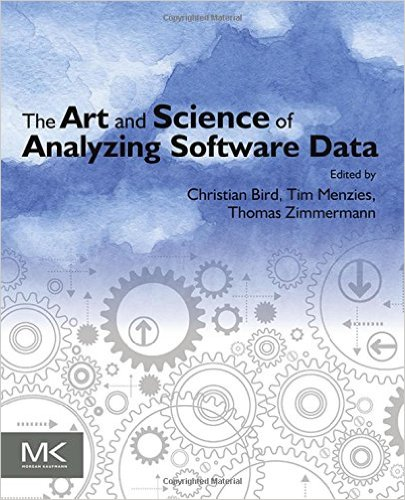 Copyrighted Material
The Art and Science of
Analyzing Software Data
Edited by
Christian Bird, Tim Menzies,
Thomas Zimmermann
MK
MORGAN KAUFMANN
Copyrighted Material